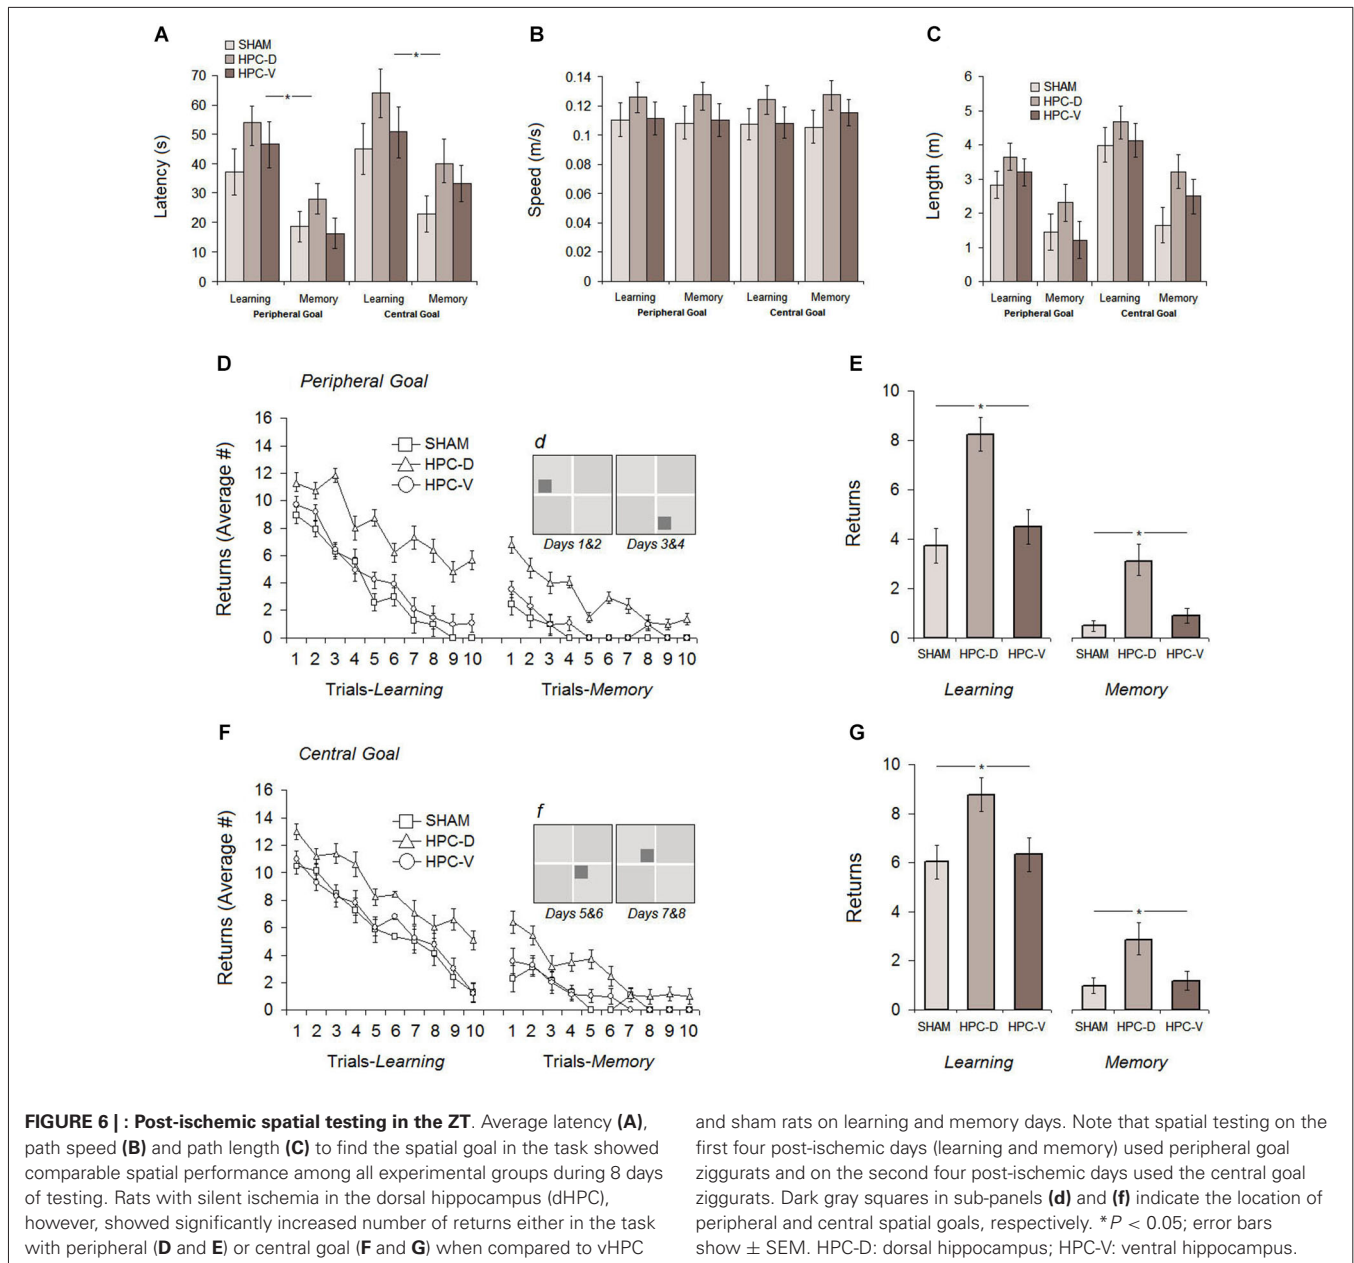 A
SHAM
HPC-D
HPC-V
*
*
70
60
50
40
30
20
10
0
Latency (s)
Learning Memory Learning Memory
Peripheral Goal Central Goal
B
0.14
0.12
0.1
0.08
0.06
0.04
0.02
0
Speed (m/s)
Learning Memory Learning Memory
Peripheral Goal Central Goal
C
SHAM
HPC-D
HPC-V
6
5
4
3
2
1
0
Length (m)
Learning Memory Learning Memory
Peripheral Goal Central Goal
D
Peripheral Goal
16
14
12
10
8
6
4
2
0
Returns (Average #)
SHAM
HPC-D
HPC-V
d
Days 1&2 Days 3&4
1 2 3 4 5 6 7 8 9 10 1 2 3 4 5 6 7 8 9 10
Trials-Learning Trials-Memory
E
10
8
6
4
2
0
Returns
*
*
SHAM HPC-D HPC-V SHAM HPC-D HPC-V
Learning Memory
F
Central Goal
16
14
12
10
8
6
4
2
0
Returns (Average #)
SHAM
HPC-D
HPC-V
f
Days 5&6 Days 7&8
1 2 3 4 5 6 7 8 9 10 1 2 3 4 5 6 7 8 9 10
Trials-Learning Trials-Memory
G
10
8
6
4
2
0
Returns
*
*
SHAM HPC-D HPC-V SHAM HPC-D HPC-V
Learning Memory
FIGURE 6 | : Post-ischemic spatial testing in the ZT. Average latency (A),
path speed (B) and path length (C) to find the spatial goal in the task showed
comparable spatial performance among all experimental groups during 8 days
of testing. Rats with silent ischemia in the dorsal hippocampus (dHPC),
however, showed significantly increased number of returns either in the task
with peripheral (D and E) or central goal (F and G) when compared to vHPC
and sham rats on learning and memory days. Note that spatial testing on the
first four post-ischemic days (learning and memory) used peripheral goal
ziggurats and on the second four post-ischemic days used the central goal
ziggurats. Dark gray squares in sub-panels (d) and (f) indicate the location of
peripheral and central spatial goals, respectively. *P < 0.05; error bars
show ± SEM. HPC-D: dorsal hippocampus; HPC-V: ventral hippocampus.